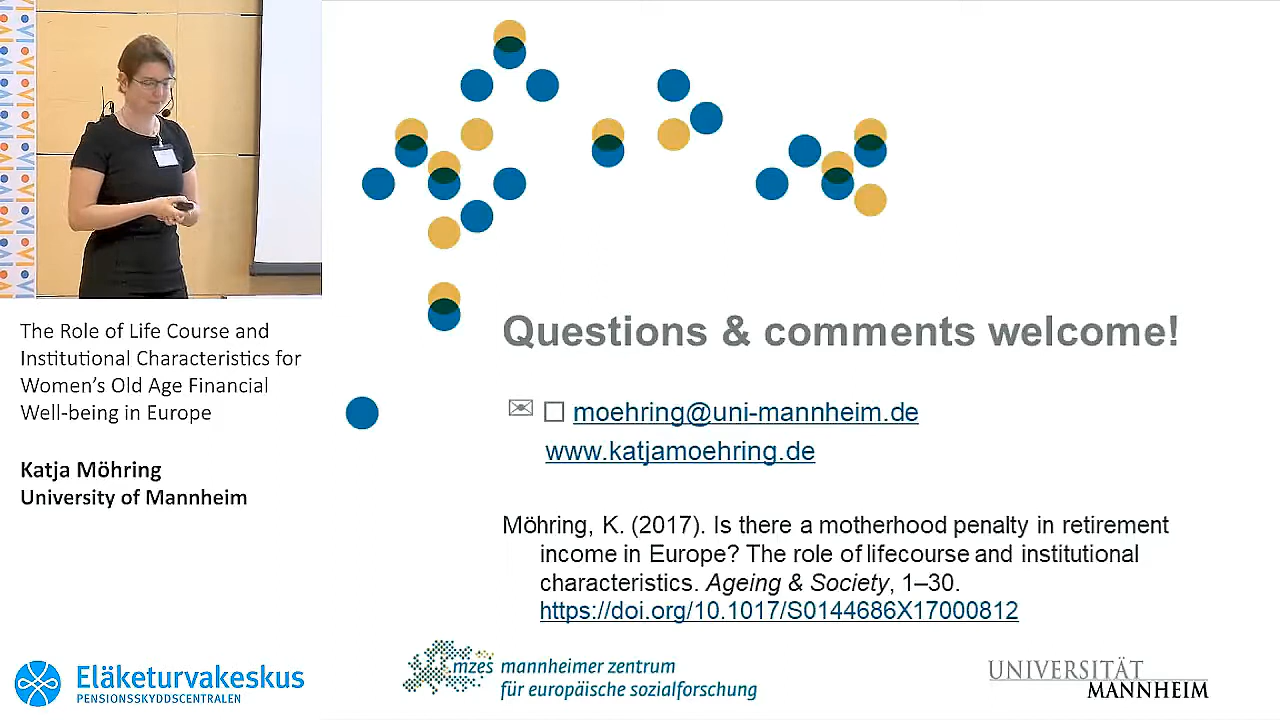 The Role of Life Course and
Institutional Characteristics for
Women's Old Age Financial
Well-being in Europe
Katja Möhring
University of Mannheim
Eläketurvakeskus
PENSIONSSKYDDSCENTRALEN
Questions & comments welcome!
moehring@uni-mannheim.de
www.katjamoehring.de
Möhring, K. (2017). Is there a motherhood penalty in retirement
income in Europe? The role of lifecourse and institutional
characteristics. Ageing & Society, 1–30.
https://doi.org/10.1017/S0144686X17000812
mzes mannheimer zentrum
für europäische sozialforschung
UNIVERSITÄT
MANNHEIM